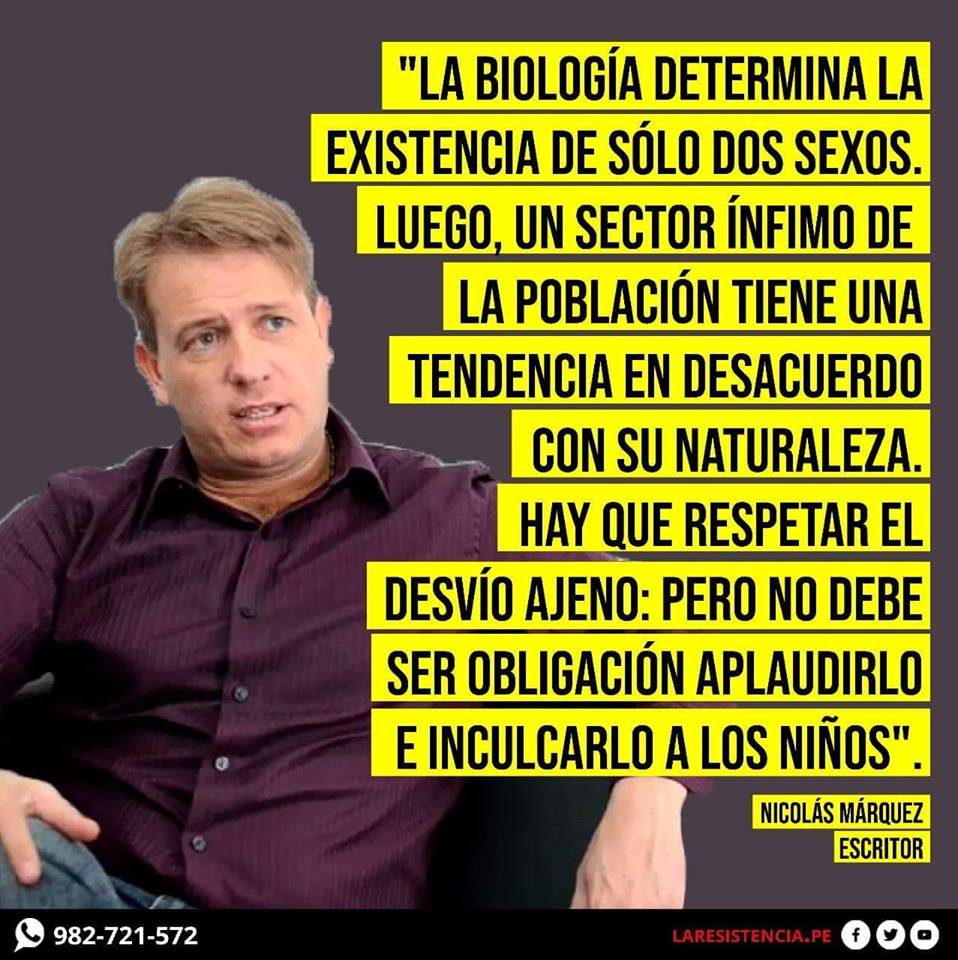 "LA BIOLOGÍA DETERMINA LA
EXISTENCIA DE SÓLO DOS SEXOS.
LUEGO, UN SECTOR ÍNFIMO DE
LA POBLACIÓN TIENE UNA
TENDENCIA EN DESACUERDO
CON SU NATURALEZA.
HAY QUE RESPETAR EL
DESVÍO AJENO: PERO NO DEBE
SER OBLIGACIÓN APLAUDIRLO
E INCULCARLO A LOS NIÑOS".
NICOLÁS MÁRQUEZ
ESCRITOR
982-721-572
LARESISTENCIA.PE